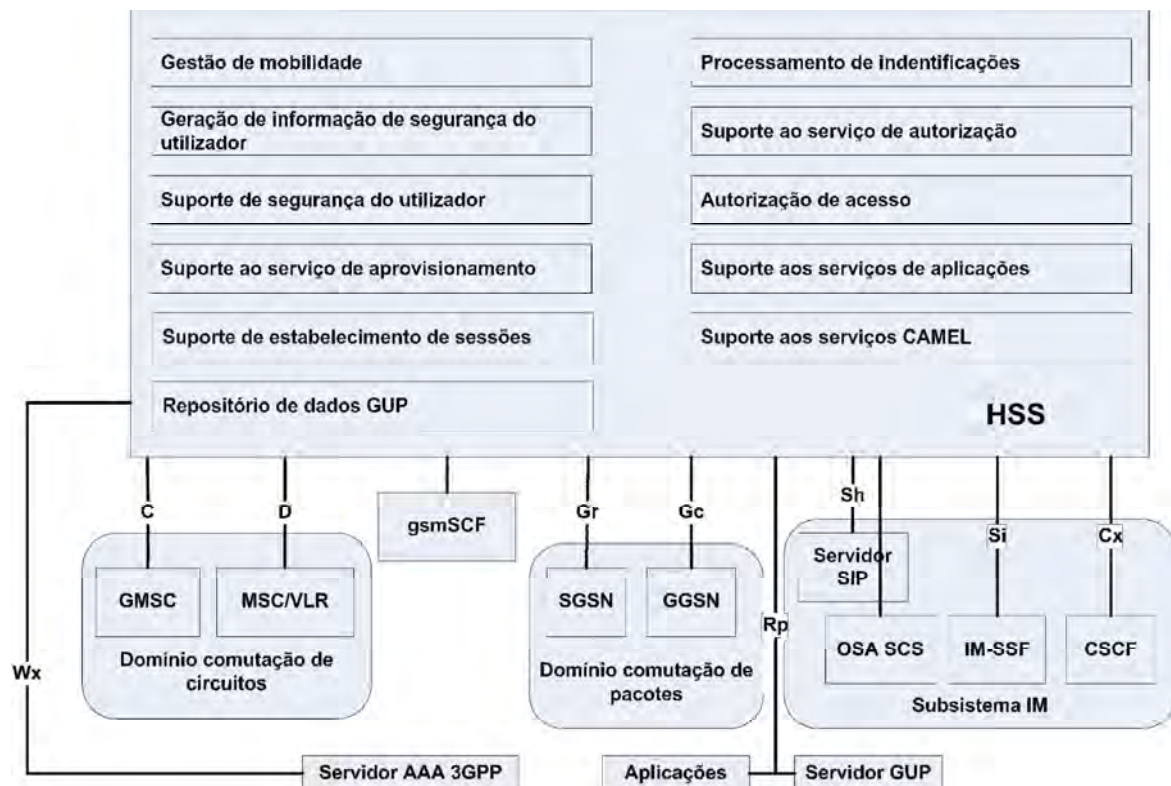 Gestão de mobilidade
Processamento de indentificações
Geração de informação de segurança do
utilizador
Suporte ao serviço de autorização
Suporte de segurança do utilizador
Autorização de acesso
Suporte ao serviço de aprovisionamento
Suporte aos serviços de aplicações
Suporte de estabelecimento de sessões
Suporte aos serviços CAMEL
Repositório de dados GUP
HSS
C
D
gsmSCF
Gr
Gc
Sh
Si
Cx
Servidor
SIP
GMSC
MSC/VLR
SGSN
GGSN
Rp
OSA SCS
IM-SSF
CSCF
Wx
Domínio comutação de
circuitos
Domínio comutação de
pacotes
Subsistema IM
Servidor AAA 3GPP
Aplicações
Servidor GUP